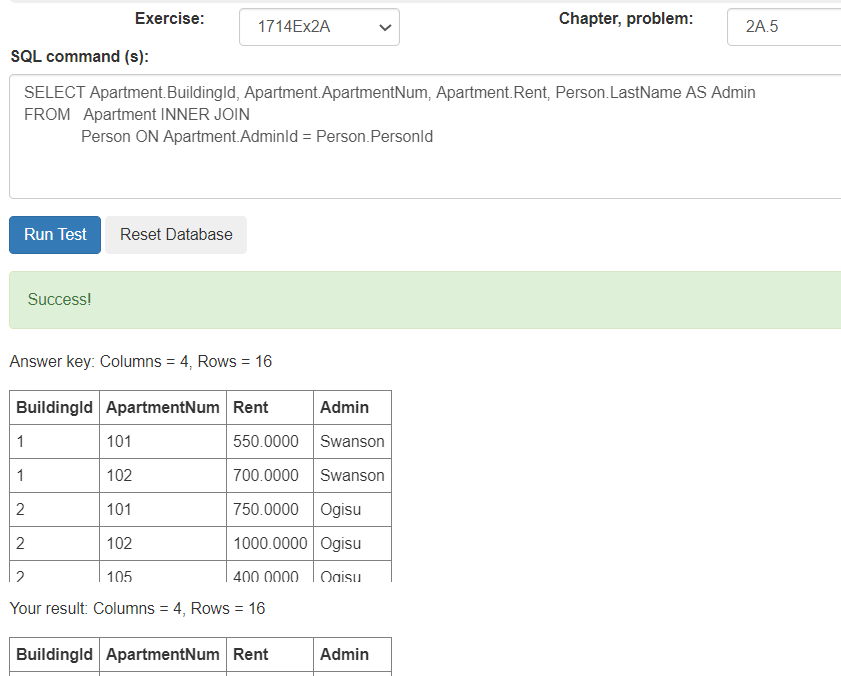 Exercise: 1714Ex2A Chapter, problem: 2A.5
SQL command (s):
SELECT Apartment.BuildingId, Apartment.ApartmentNum, Apartment.Rent, Person.LastName AS Admin
FROM Apartment INNER JOIN
Person ON Apartment.AdminId = Person.PersonId
Run Test Reset Database
Success!
Answer key: Columns = 4, Rows = 16
BuildingId ApartmentNum Rent Admin
1 101 550.0000 Swanson
1 102 700.0000 Swanson
2 101 750.0000 Ogisu
2 102 1000.0000 Ogisu
2 105 400.0000 Ogisu
Your result: Columns = 4, Rows = 16
BuildingId ApartmentNum Rent Admin